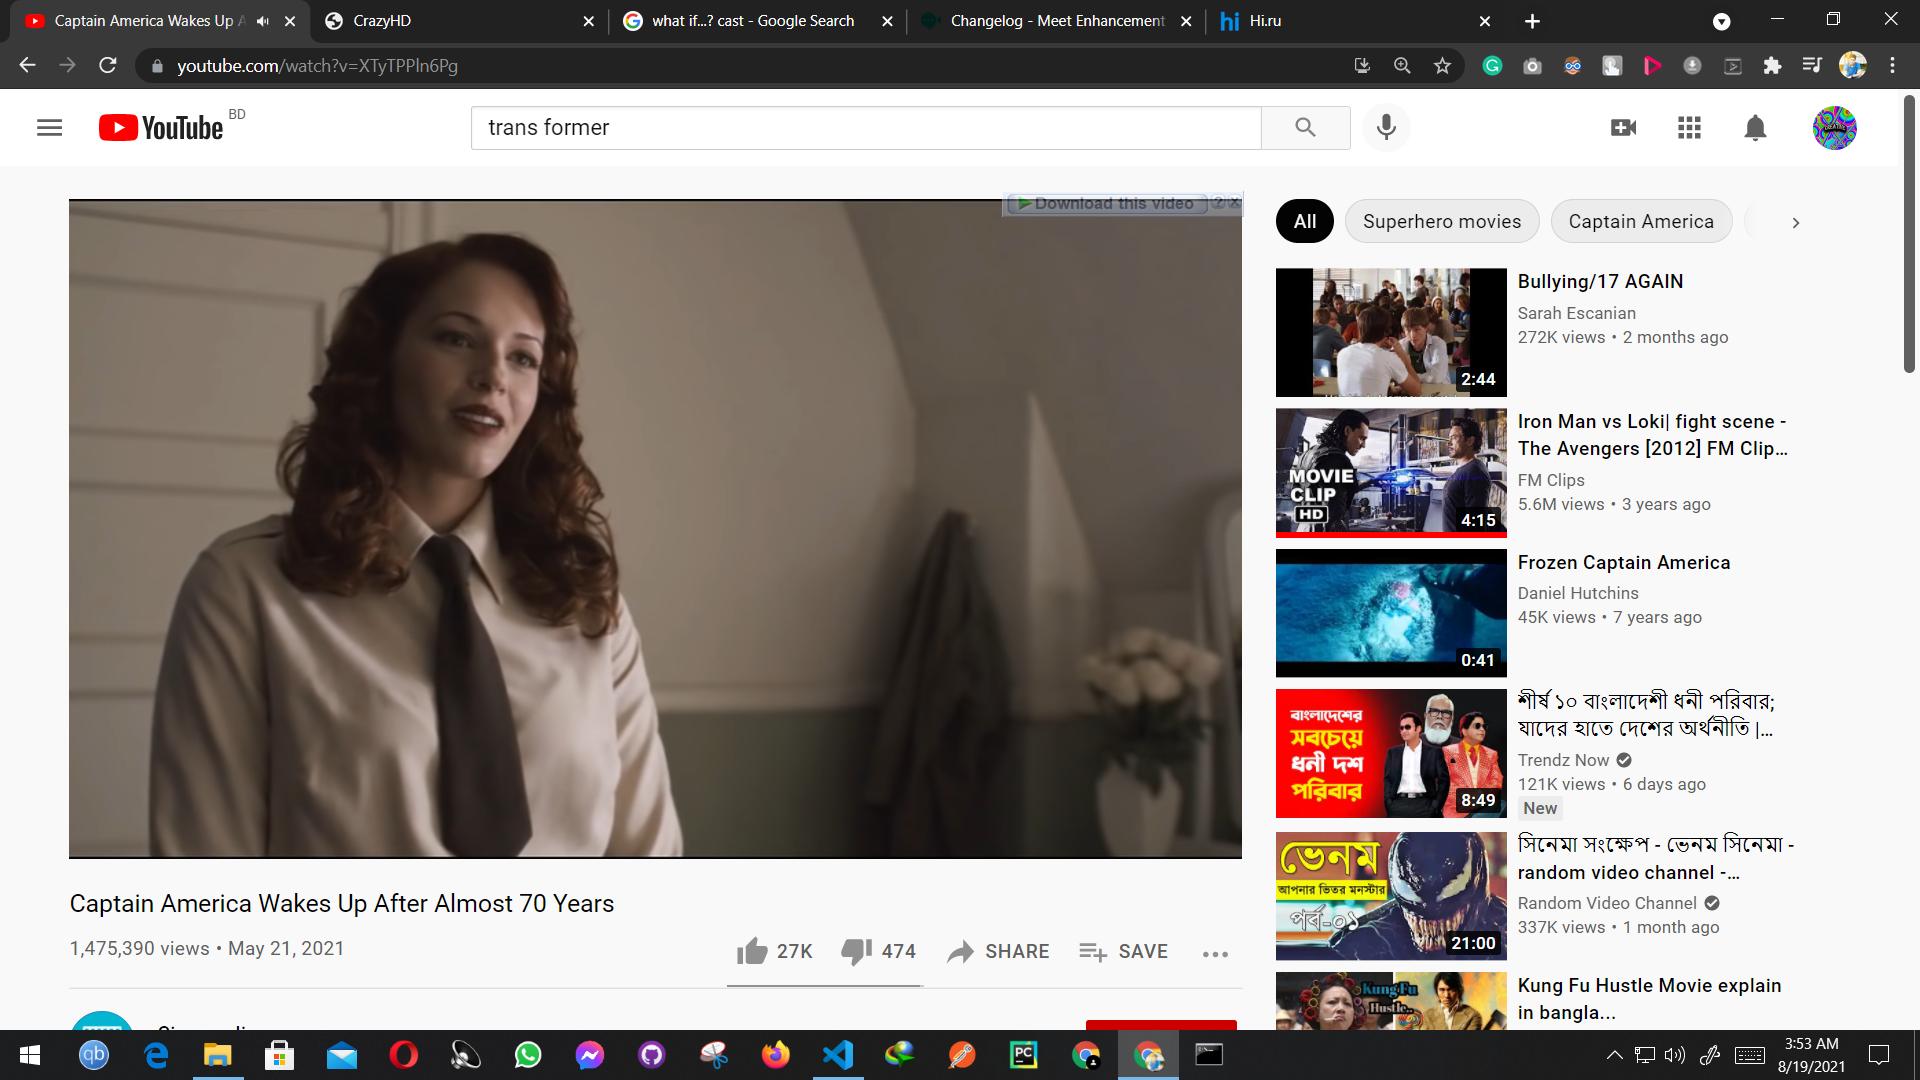 Captain America Wakes Up A
CrazyHD
what if...? cast - Google Search
Changelog - Meet Enhancement
hi Hi.ru
youtube.com/watch?v=XTyTPPln6Pg
YouTube BD
trans former
Download this video
All
Superhero movies
Captain America
Bullying/17 AGAIN
Sarah Escanian
272K views • 2 months ago
2:44
Iron Man vs Loki| fight scene -
The Avengers [2012] FM Clip...
FM Clips
5.6M views • 3 years ago
MOVIE
CLIP
HD
4:15
Frozen Captain America
Daniel Hutchins
45K views • 7 years ago
0:41
শীর্ষ ১০ বাংলাদেশী ধনী পরিবার;
যাদের হাতে দেশের অর্থনীতি |...
Trendz Now
121K views • 6 days ago
New
বাংলাদেশের
সবচেয়ে
ধনী দশ
পরিবার
8:49
সিনেমা সংক্ষেপ - ভেনম সিনেমা -
random video channel -...
Random Video Channel
337K views • 1 month ago
ভেনম
আপনার ভিতর মনস্টার
পর্ব-০১
21:00
Kung Fu Hustle Movie explain
in bangla...
Kung Fu
Hustle..
Captain America Wakes Up After Almost 70 Years
1,475,390 views • May 21, 2021
27K
474
SHARE
SAVE
qb
PC
3:53 AM
8/19/2021